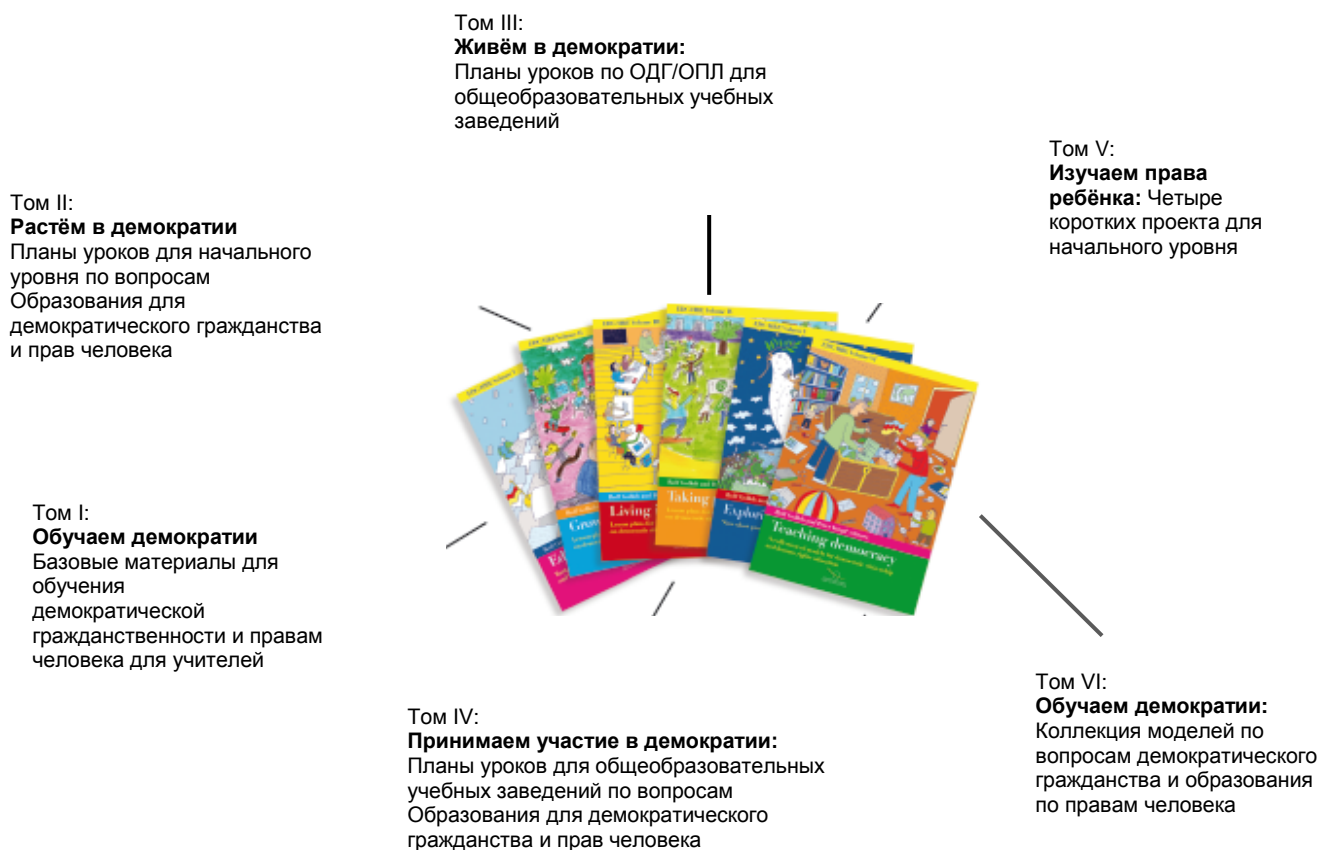 Том III:
Живём в демократии:
Планы уроков по ОДГ/ОПЛ для
общеобразовательных учебных
заведений
Том V:
Изучаем права
ребёнка: Четыре
коротких проекта для
начального уровня
Том II:
Растём в демократии
Планы уроков для начального
уровня по вопросам
Образования для
демократического гражданства
и прав человека
Том I:
Обучаем демократии
Базовые материалы для
обучения
демократической
гражданственности и правам
человека для учителей
Living
Taking
Teaching democracy
Том IV:
Принимаем участие в демократии:
Планы уроков для общеобразовательных
учебных заведений по вопросам
Образования для демократического
гражданства и прав человека
Том VI:
Обучаем демократии:
Коллекция моделей по
вопросам демократического
гражданства и образования
по правам человека